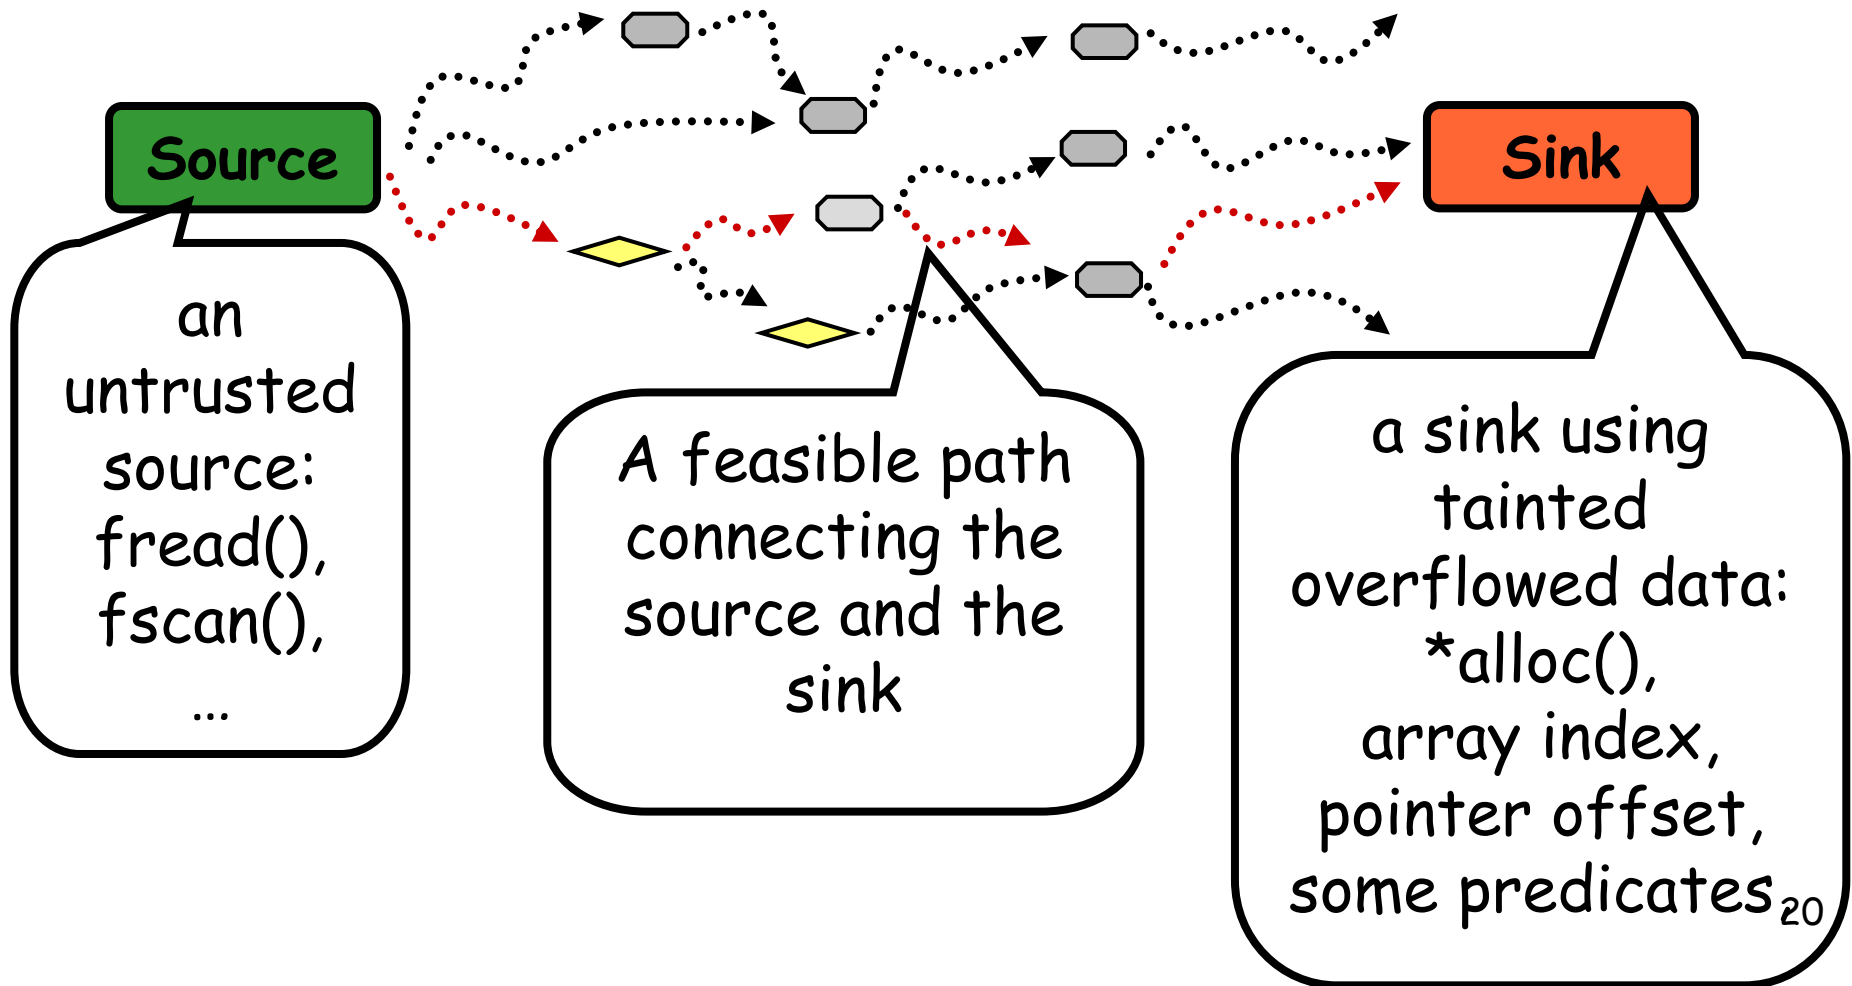 Source
Sink
an
untrusted
source:
fread(),
fscan(),
...
A feasible path
connecting the
source and the
sink
a sink using
tainted
overflowed data:
*alloc(),
array index,
pointer offset,
some predicates,
20